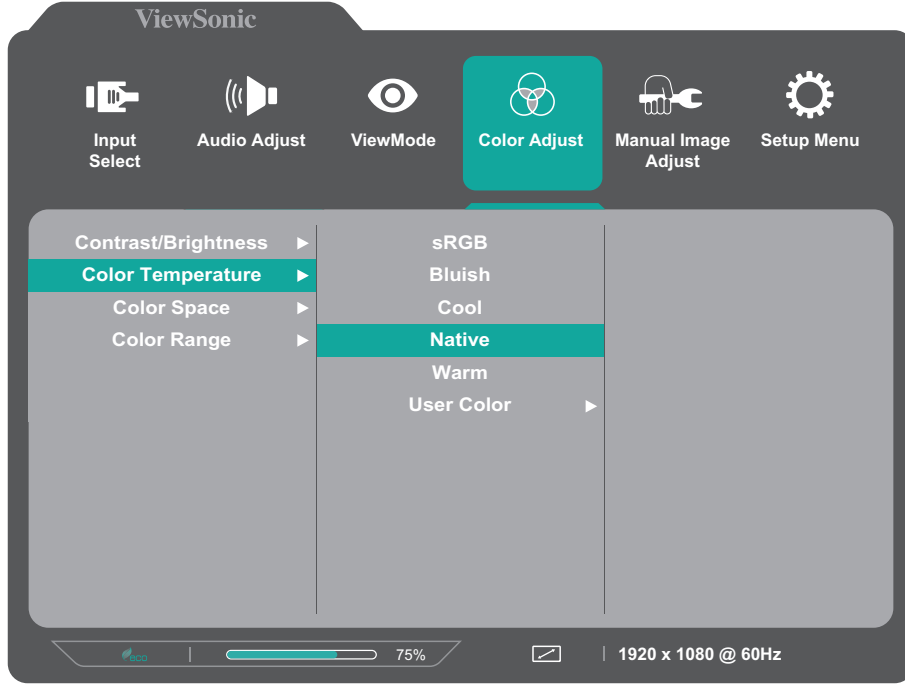 ViewSonic
Input
Select
Audio Adjust
ViewMode
Color Adjust
Manual Image
Adjust
Setup Menu
Contrast/Brightness
Color Temperature
Color Space
Color Range
sRGB
Bluish
Cool
Native
Warm
User Color
eco
75%
1920 x 1080 @ 60Hz